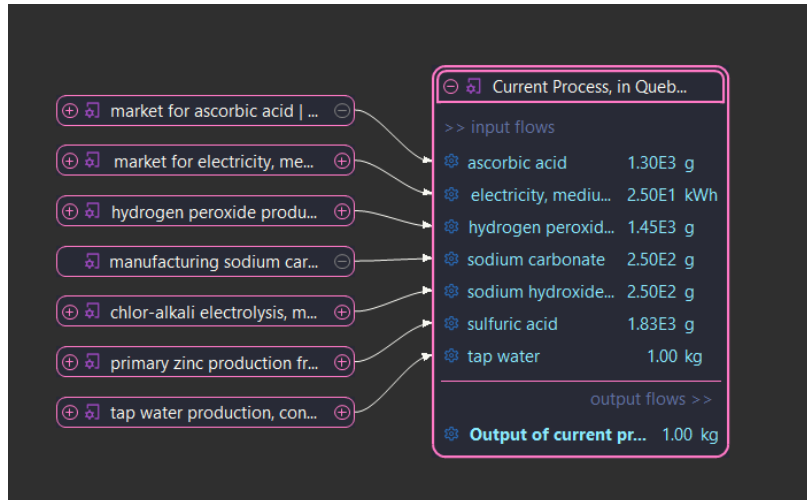 Current Process, in Queb...
>> input flows
market for ascorbic acid | ...
ascorbic acid 1.30E3 g
market for electricity, me...
electricity, mediu... 2.50E1 kWh
hydrogen peroxide produ...
hydrogen peroxid... 1.45E3 g
manufacturing sodium car...
sodium carbonate 2.50E2 g
chlor-alkali electrolysis, m...
sodium hydroxide... 2.50E2 g
primary zinc production fr...
sulfuric acid 1.83E3 g
tap water production, con...
tap water 1.00 kg
output flows >>
Output of current pr... 1.00 kg